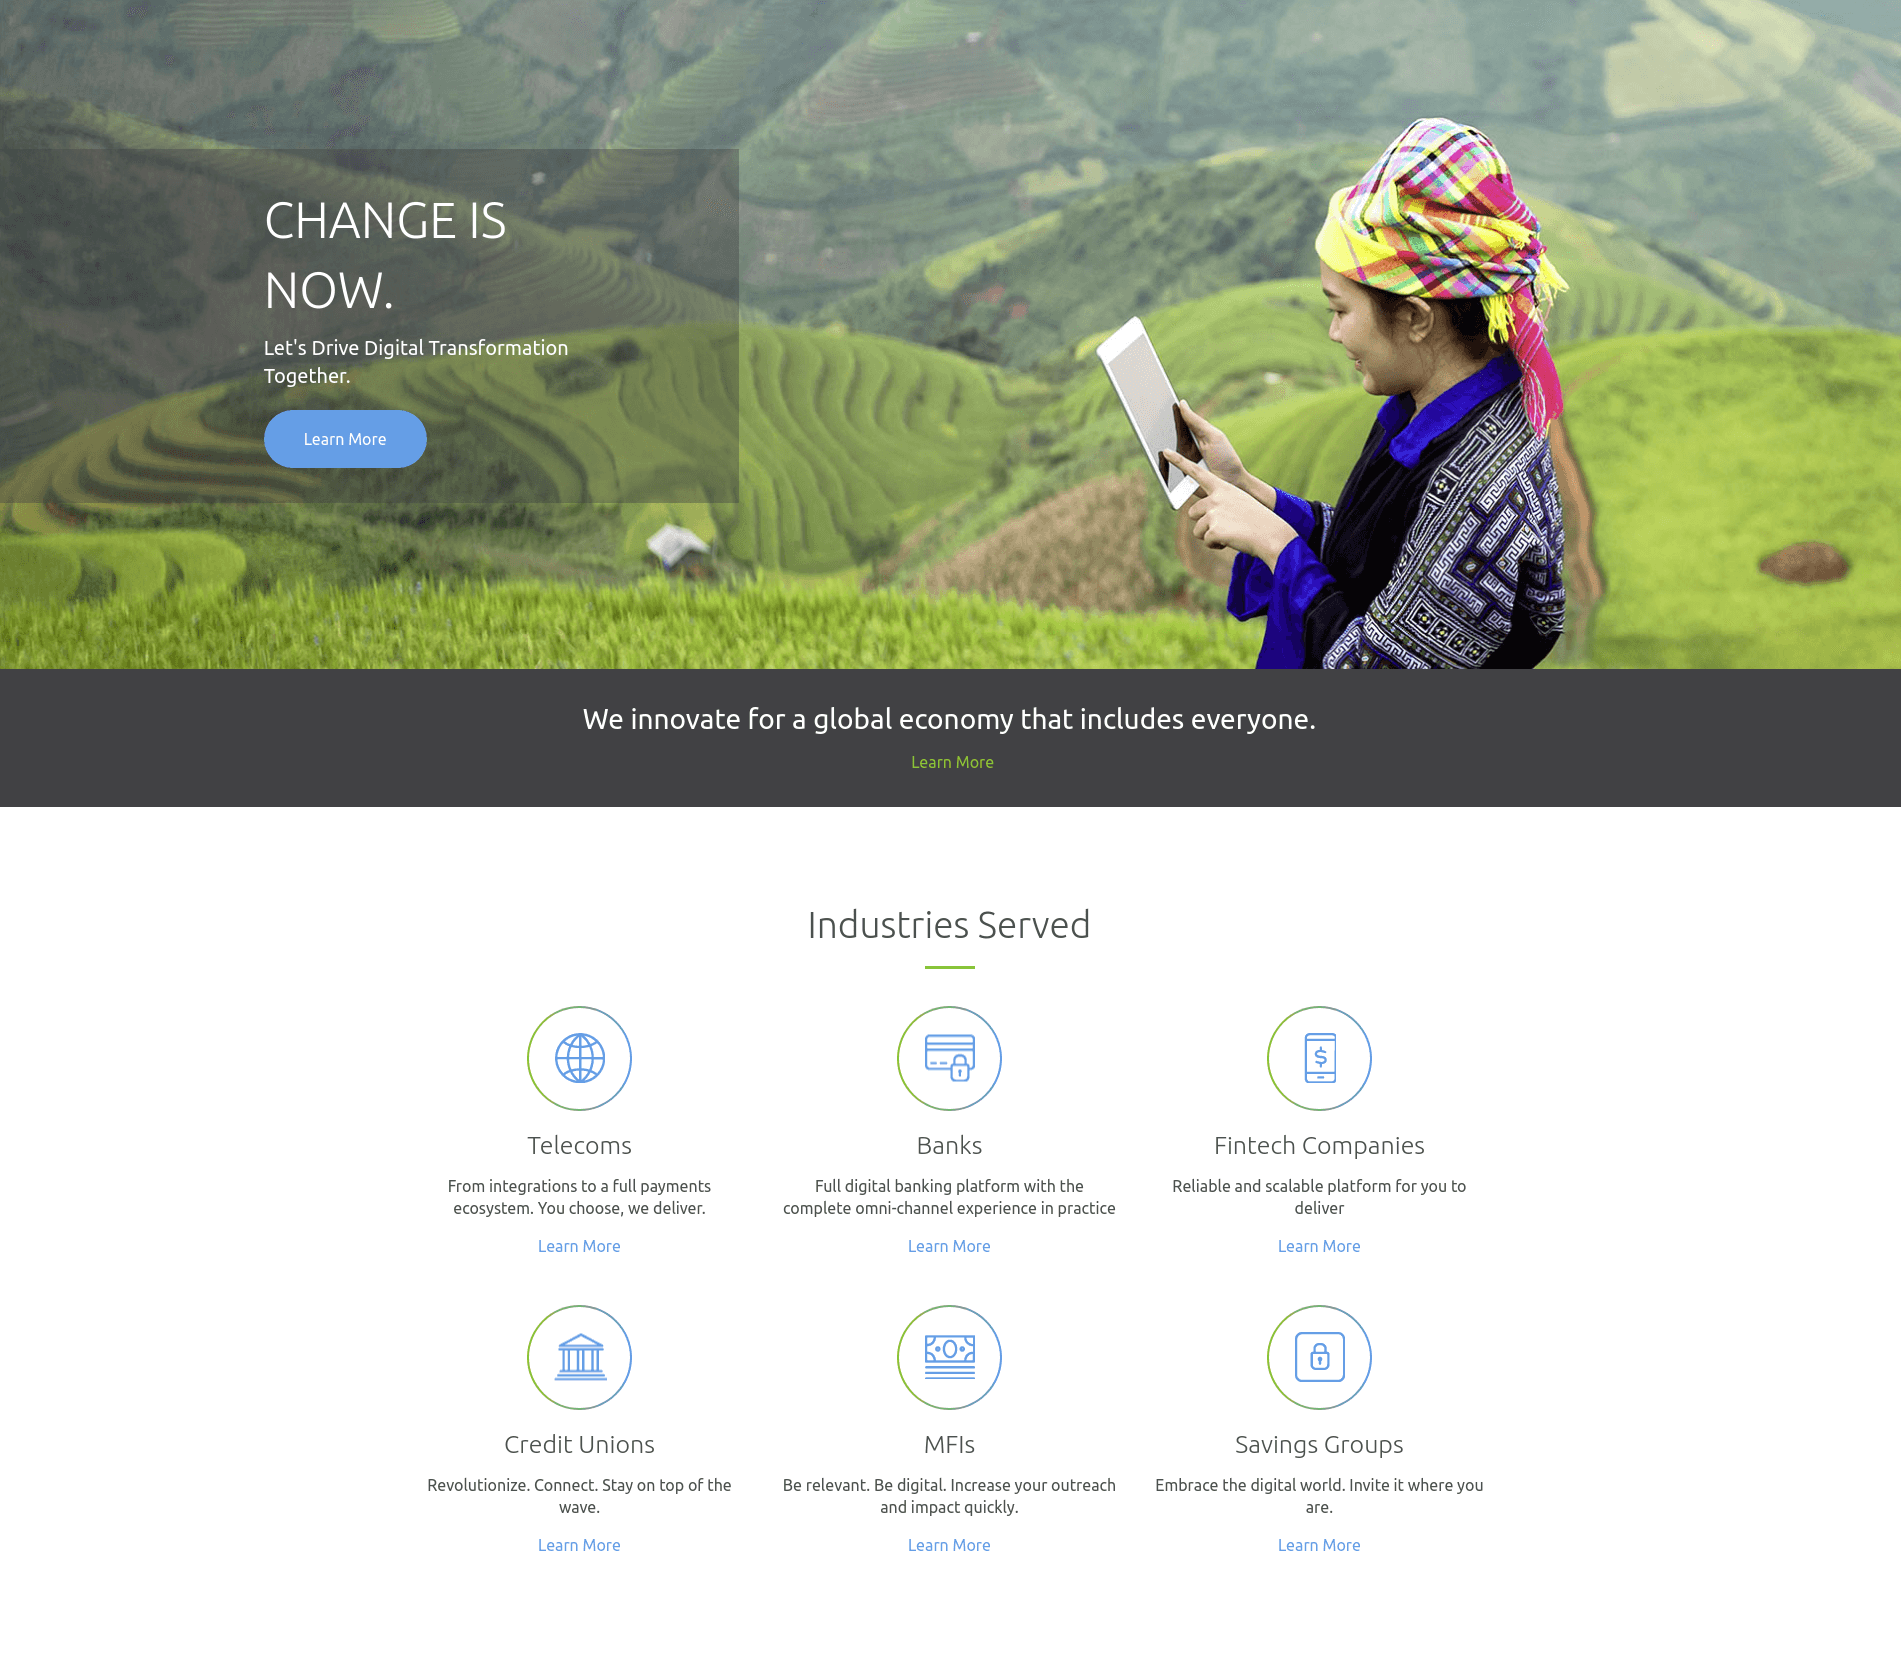 CHANGE IS
NOW.
Let's Drive Digital Transformation
Together.
Learn More
We innovate for a global economy that includes everyone.
Learn More
Industries Served
Telecoms
From integrations to a full payments
ecosystem. You choose, we deliver.
Learn More
Banks
Full digital banking platform with the
complete omni-channel experience in practice
Learn More
$
Fintech Companies
Reliable and scalable platform for you to
deliver
Learn More
Credit Unions
Revolutionize. Connect. Stay on top of the
wave.
Learn More
MFIs
Be relevant. Be digital. Increase your outreach
and impact quickly.
Learn More
Savings Groups
Embrace the digital world. Invite it where you
are.
Learn More